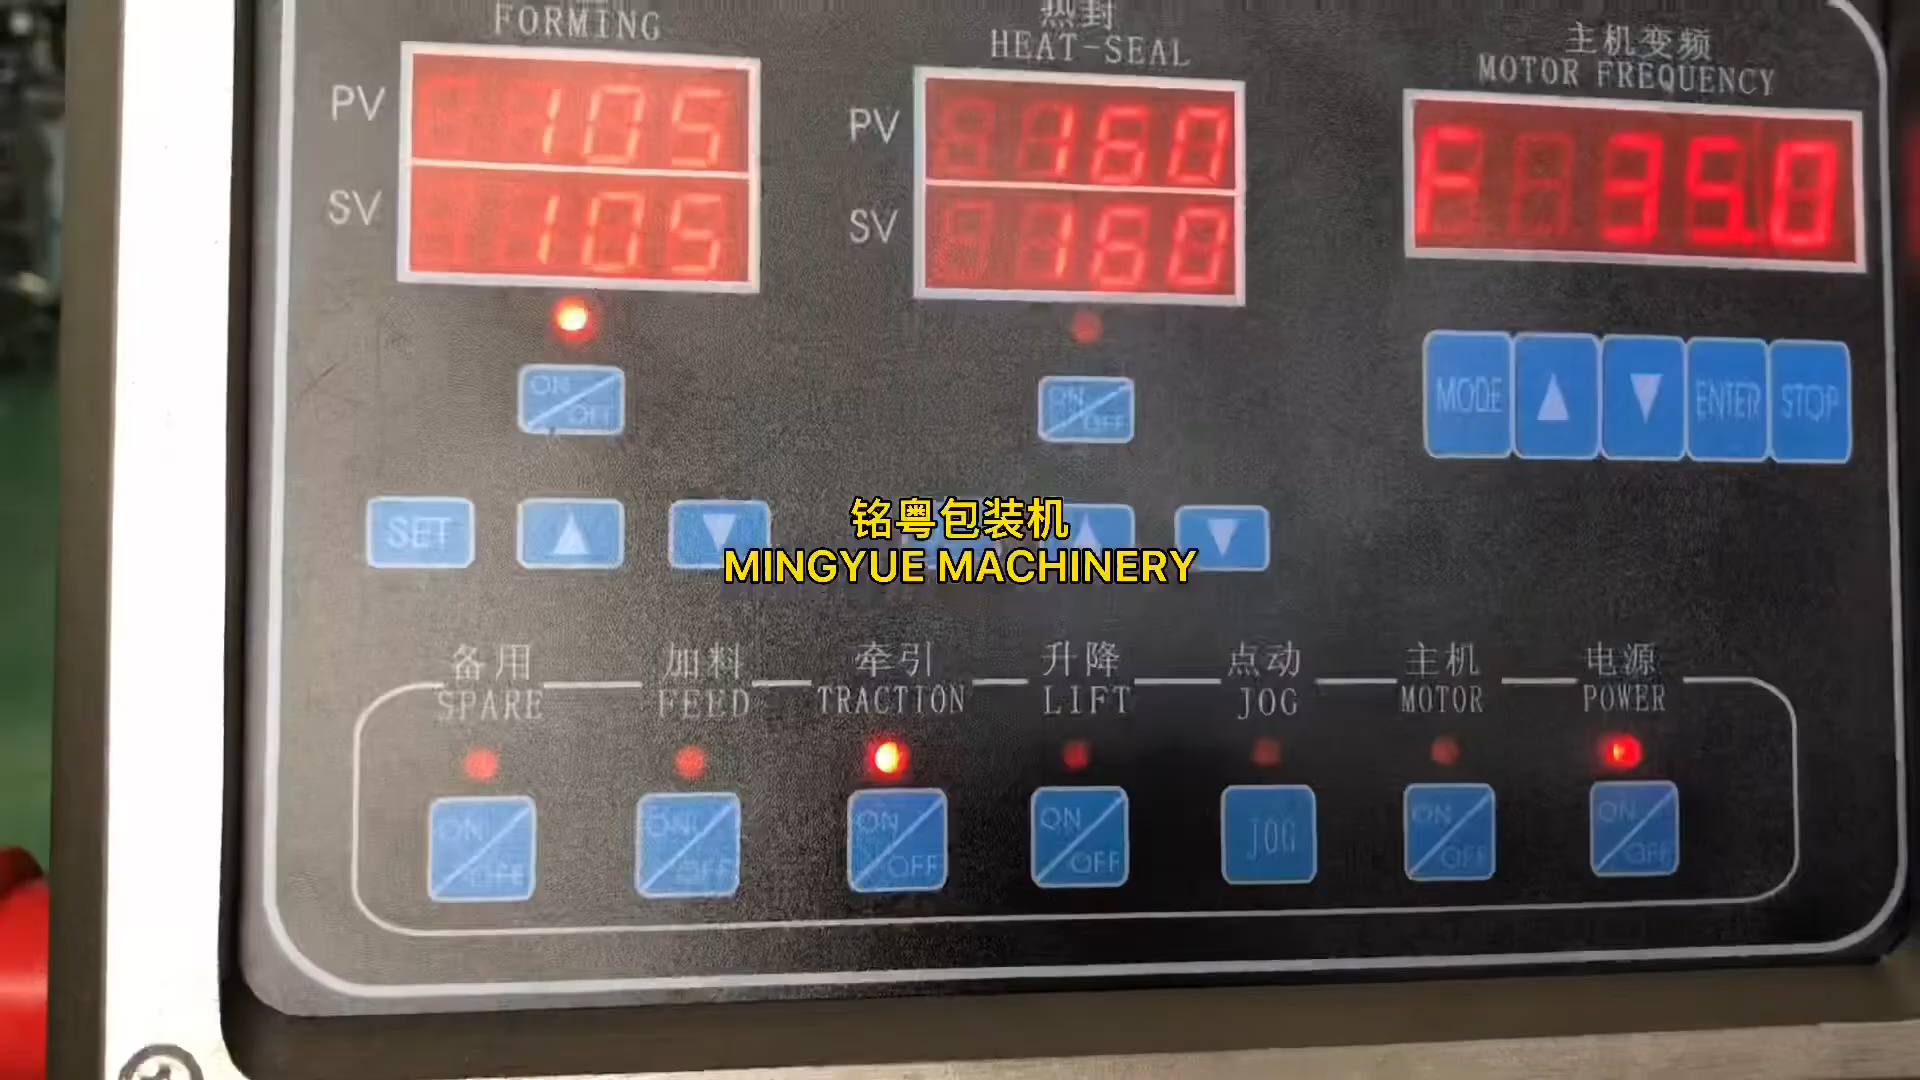 FORMING
热封
HEAT-SEAL
主机变频
MOTOR FREQUENCY
PV
105
SV
105
PV
160
SV
160
F 35.0
ON
OFF
ON
OFF
MODE
ENTER
STOP
SET
铭粤包装机
MINGYUE MACHINERY
备用
SPARE
加料
FEED
牵引
TRACTION
升降
LIFT
点动
JOG
主机
MOTOR
电源
POWER
ON
OFF
ON
OFF
ON
OFF
ON
OFF
JOG
ON
OFF
ON
OFF